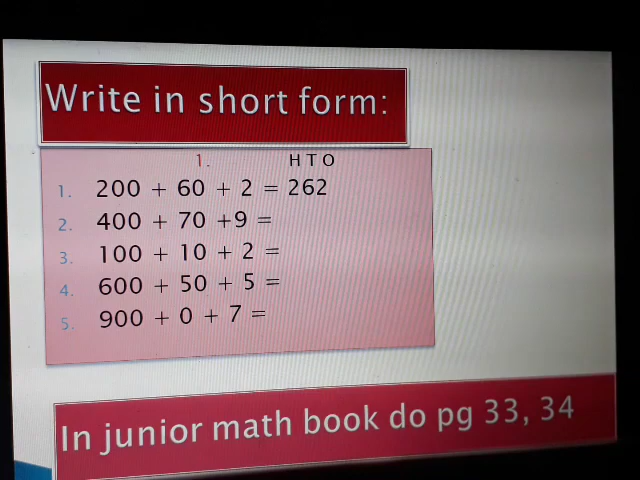 Write in short form:
1. H T O
1. 200 + 60 + 2 = 262
2. 400 + 70 +9 =
3. 100 + 10 + 2 =
4. 600 + 50 + 5 =
5. 900 + 0 + 7 =
In junior math book do pg 33, 34